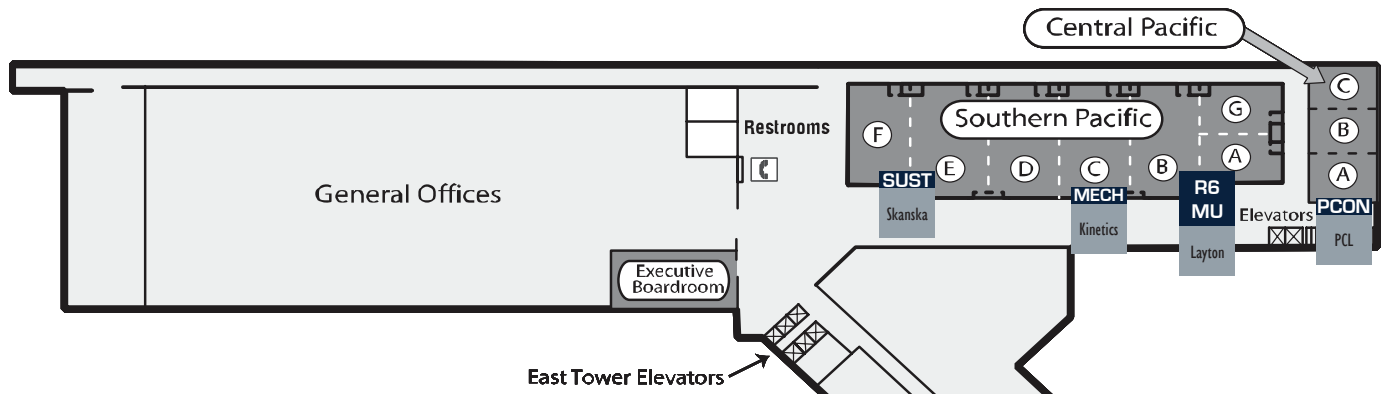 Central Pacific
C
B
A
Southern Pacific
G
F
A
E
D
C
B
Restrooms
General Offices
SUST
Skanska
MECH
Kinetics
R6
MU
Layton
Elevators
PCON
PCL
Executive
Boardroom
East Tower Elevators